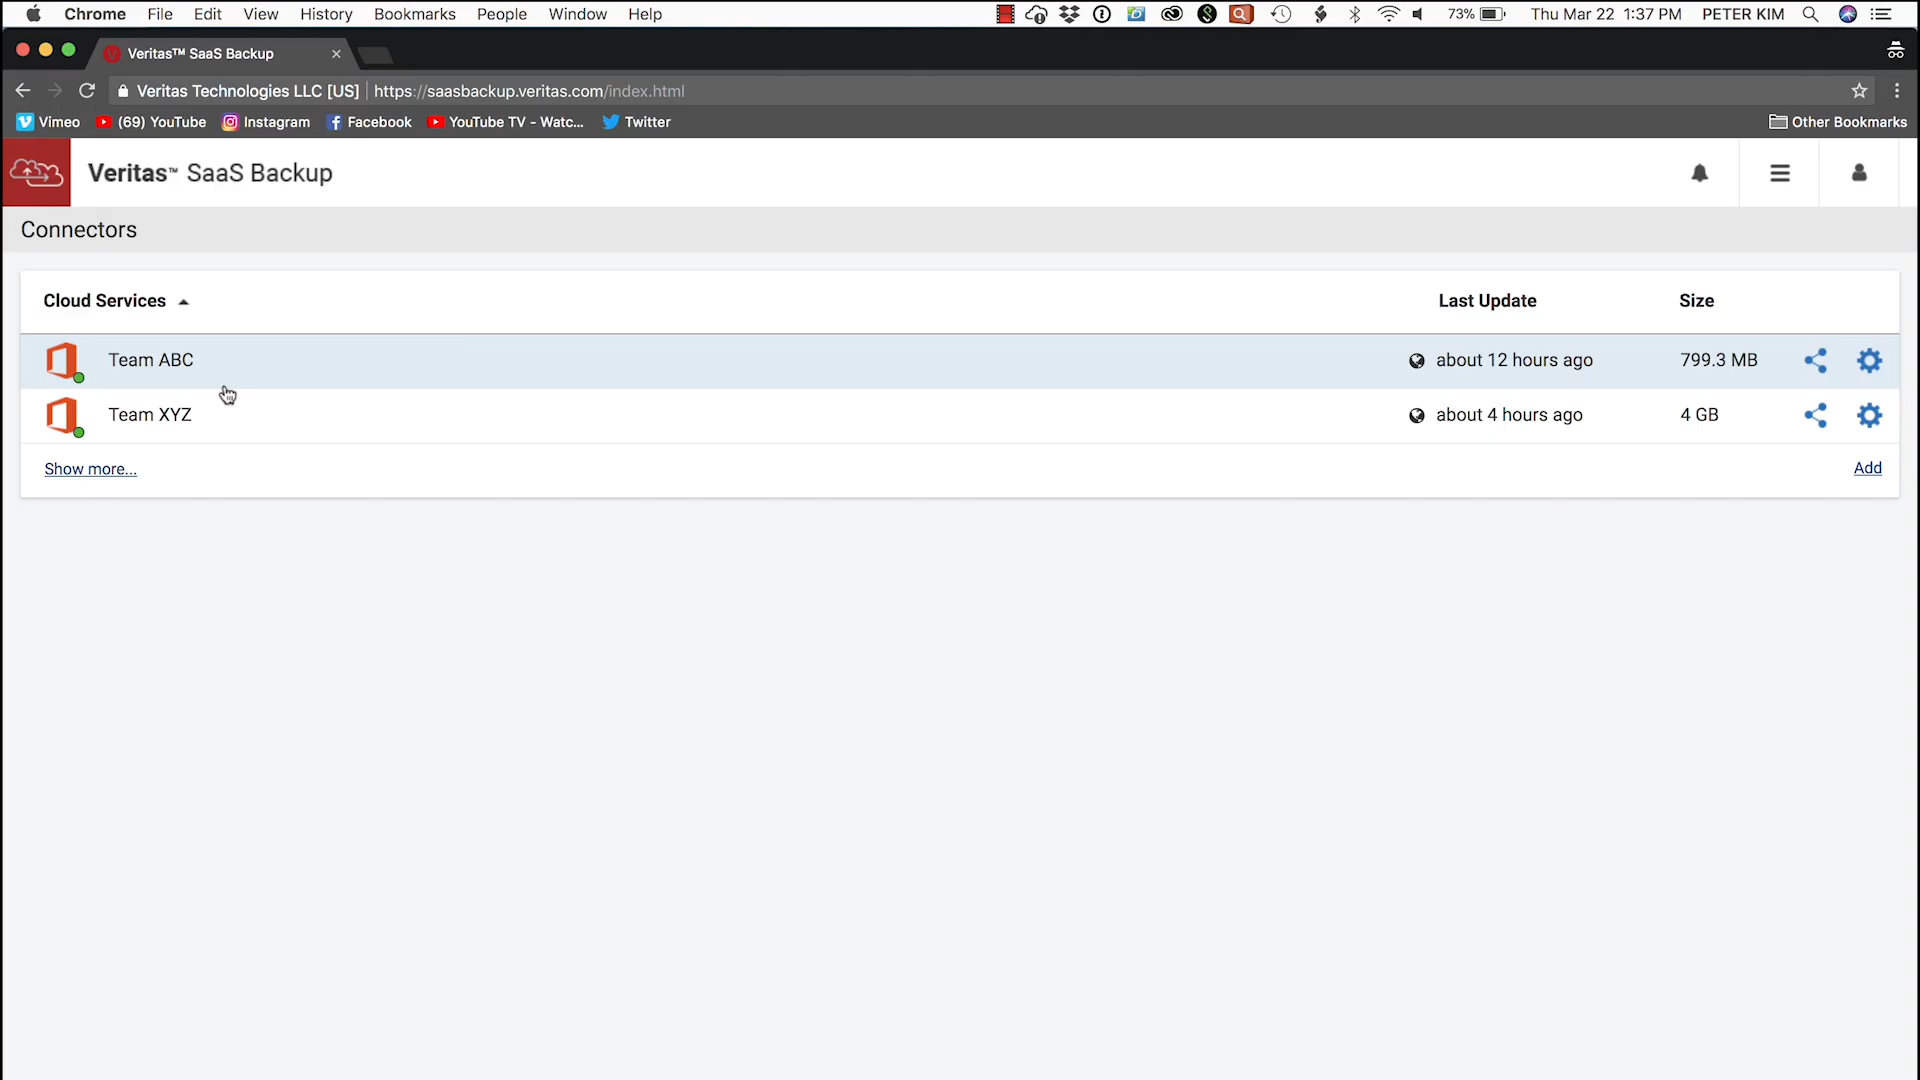 Chrome File Edit View History Bookmarks People Window Help 73% Thu Mar 22 1:37 PM PETER KIM
Veritas™ SaaS Backup
Veritas Technologies LLC [US] https://saasbackup.veritas.com/index.html
Vimeo (69) YouTube Instagram Facebook YouTube TV - Watc... Twitter Other Bookmarks
Veritas™ SaaS Backup
Connectors
Cloud Services Last Update Size
Team ABC about 12 hours ago 799.3 MB
Team XYZ about 4 hours ago 4 GB
Show more... Add